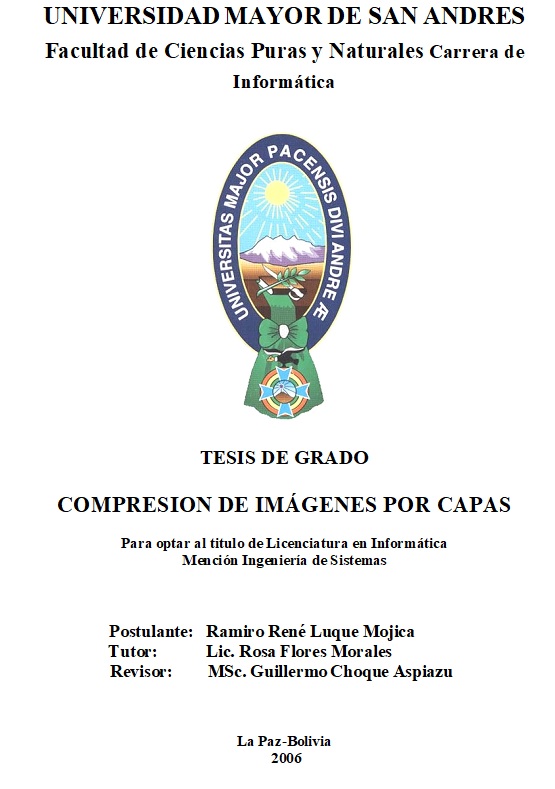 UNIVERSIDAD MAYOR DE SAN ANDRES
Facultad de Ciencias Puras y Naturales Carrera de
Informática
UNIVERSITAS MAJOR PACENSIS DIVI ANDRE Æ
TESIS DE GRADO
COMPRESION DE IMÁGENES POR CAPAS
Para optar al titulo de Licenciatura en Informática
Mención Ingeniería de Sistemas
Postulante: Ramiro René Luque Mojica
Tutor: Lic. Rosa Flores Morales
Revisor: MSc. Guillermo Choque Aspiazu
La Paz-Bolivia
2006